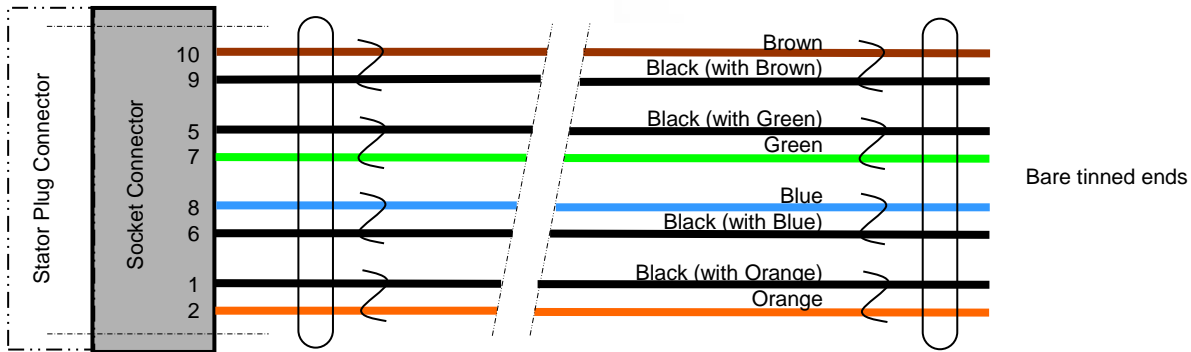 Stator Plug Connector
Socket Connector
10
Brown
9
Black (with Brown)
5
Black (with Green)
7
Green
8
Blue
6
Black (with Blue)
1
Black (with Orange)
2
Orange
Bare tinned ends